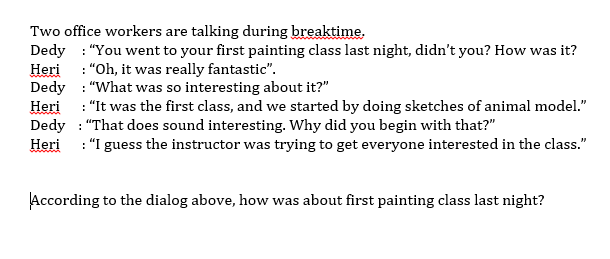 Two office workers are talking during breaktime.
Dedy : “You went to your first painting class last night, didn’t you? How was it?
Heri : “Oh, it was really fantastic”.
Dedy : “What was so interesting about it?”
Heri : “It was the first class, and we started by doing sketches of animal model.”
Dedy : “That does sound interesting. Why did you begin with that?”
Heri : “I guess the instructor was trying to get everyone interested in the class.”
According to the dialog above, how was about first painting class last night?